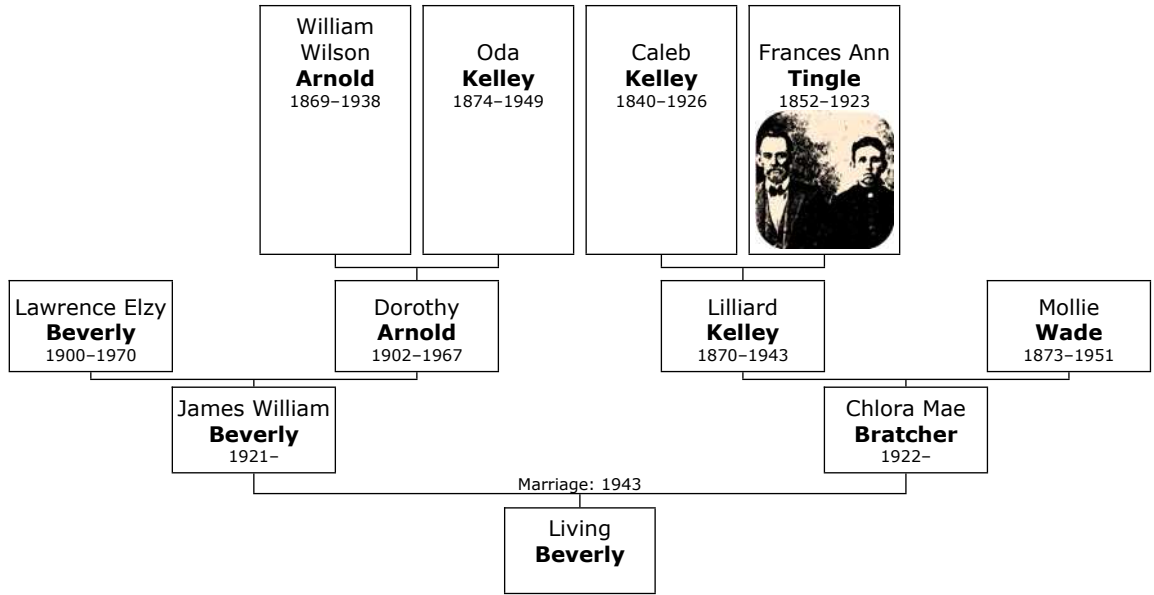 William
Wilson
Arnold
1869–1938
Oda
Kelley
1874–1949
Caleb
Kelley
1840–1926
Frances Ann
Tingle
1852–1923
Lawrence Elzy
Beverly
1900–1970
Dorothy
Arnold
1902–1967
Lilliard
Kelley
1870–1943
Mollie
Wade
1873–1951
James William
Beverly
1921–
Chlora Mae
Bratcher
1922–
Marriage: 1943
Living
Beverly